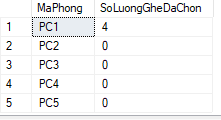 MaPhong SoLuongGheDaChon
1 PC1 4
2 PC2 0
3 PC3 0
4 PC4 0
5 PC5 0